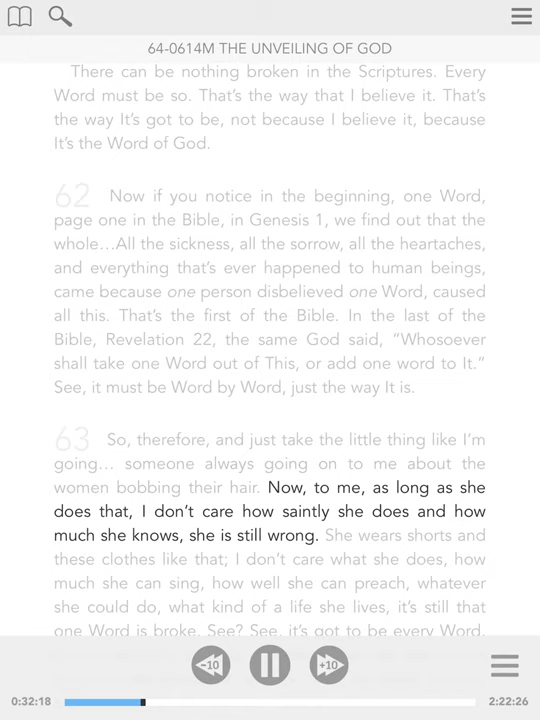 64-0614M THE UNVEILING OF GOD
There can be nothing broken in the Scriptures. Every
Word must be so. That's the way that I believe it. That's
the way It's got to be, not because I believe it, because
It's the Word of God.
62 Now if you notice in the beginning, one Word,
page one in the Bible, in Genesis 1, we find out that the
whole…All the sickness, all the sorrow, all the heartaches,
and everything that's ever happened to human beings,
came because one person disbelieved one Word, caused
all this. That's the first of the Bible. In the last of the
Bible, Revelation 22, the same God said, “Whosoever
shall take one Word out of This, or add one word to It.”
See, it must be Word by Word, just the way It is.
63 So, therefore, and just take the little thing like I'm
going… someone always going on to me about the
women bobbing their hair. Now, to me, as long as she
does that, I don't care how saintly she does and how
much she knows, she is still wrong. She wears shorts and
these clothes like that; I don't care what she does, how
much she can sing, how well she can preach, whatever
she could do, what kind of a life she lives, it's still that
one Word is broke. See? See, it's got to be every Word,
-10
+10
0:32:18
2:22:26